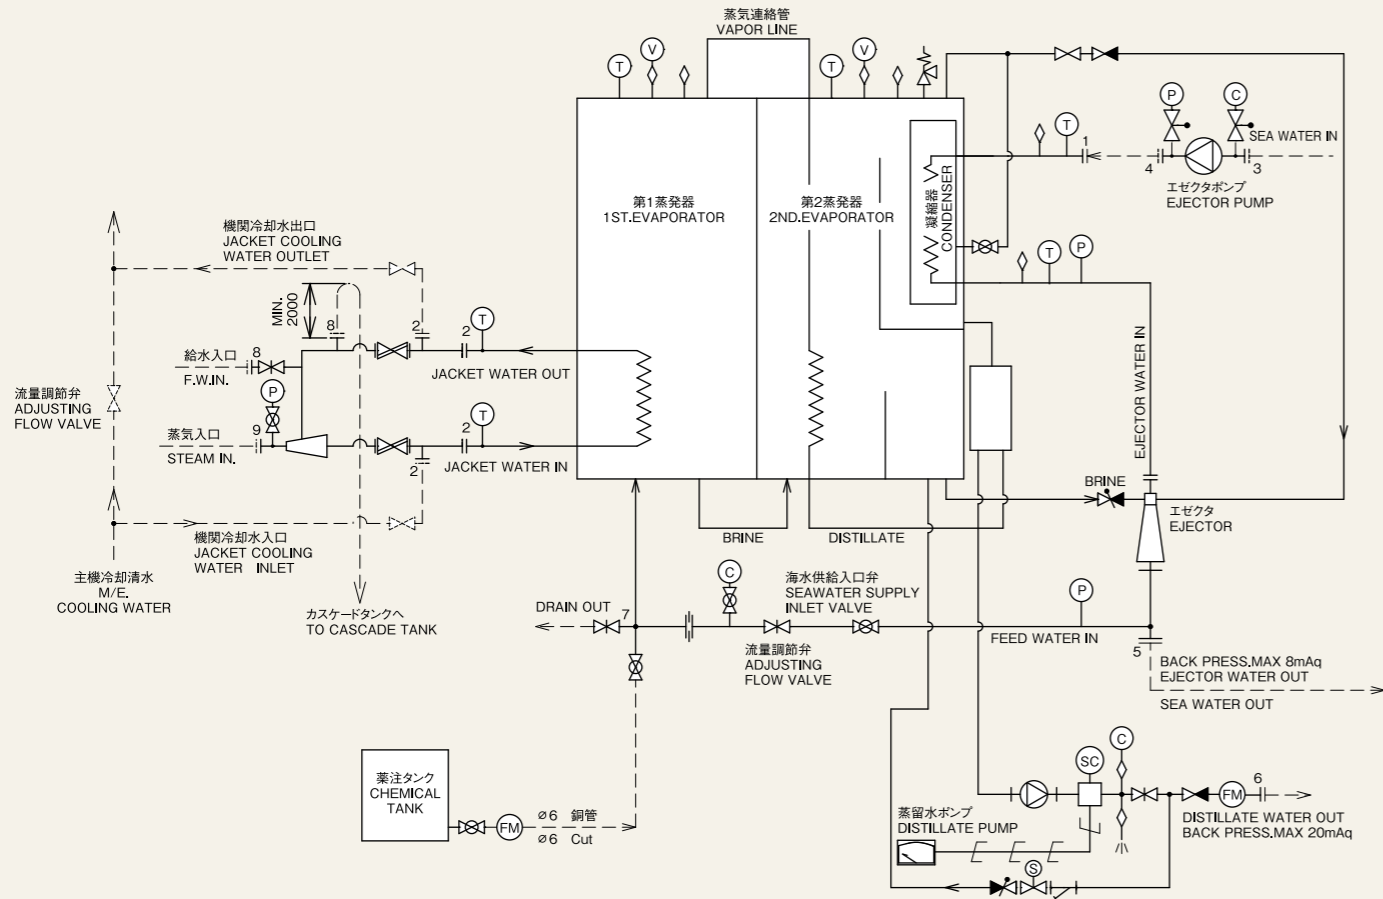 蒸気連絡管
VAPOR LINE
T
V
T
V
P
C
SEA WATER IN
T
1
4
3
エゼクタポンプ
EJECTOR PUMP
第1蒸発器
1ST.EVAPORATOR
第2蒸発器
2ND.EVAPORATOR
凝縮器
CONDENSER
機関冷却水出口
JACKET COOLING
WATER OUTLET
T
P
MIN.
2000
8
2
2
T
給水入口
8
F.W.IN.
JACKET WATER OUT
EJECTOR WATER IN
流量調節弁
ADJUSTING
FLOW VALVE
P
蒸気入口
9
STEAM IN.
2
T
2
JACKET WATER IN
BRINE
エゼクタ
EJECTOR
機関冷却水入口
JACKET COOLING
WATER INLET
BRINE
DISTILLATE
主機冷却清水
M/E.
COOLING WATER
カスケードタンクへ
TO CASCADE TANK
C
海水供給入口弁
SEAWATER SUPPLY
INLET VALVE
P
DRAIN OUT
7
FEED WATER IN
流量調節弁
ADJUSTING
FLOW VALVE
5
BACK PRESS.MAX 8mAq
EJECTOR WATER OUT
SEA WATER OUT
薬注タンク
CHEMICAL
TANK
FM
⌀6 銅管
⌀6 Cut
C
SC
FM
6
蒸留水ポンプ
DISTILLATE PUMP
DISTILLATE WATER OUT
BACK PRESS.MAX 20mAq
S